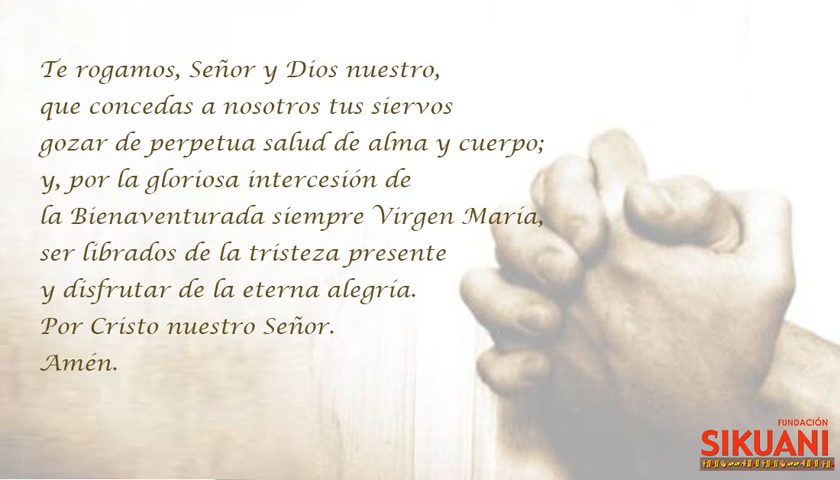 Te rogamos, Señor y Dios nuestro,
que concedas a nosotros tus siervos
gozar de perpetua salud de alma y cuerpo;
y, por la gloriosa intercesión de
la Bienaventurada siempre Virgen María,
ser librados de la tristeza presente
y disfrutar de la eterna alegría.
Por Cristo nuestro Señor.
Amén.
FUNDACIÓN
SIKUANI